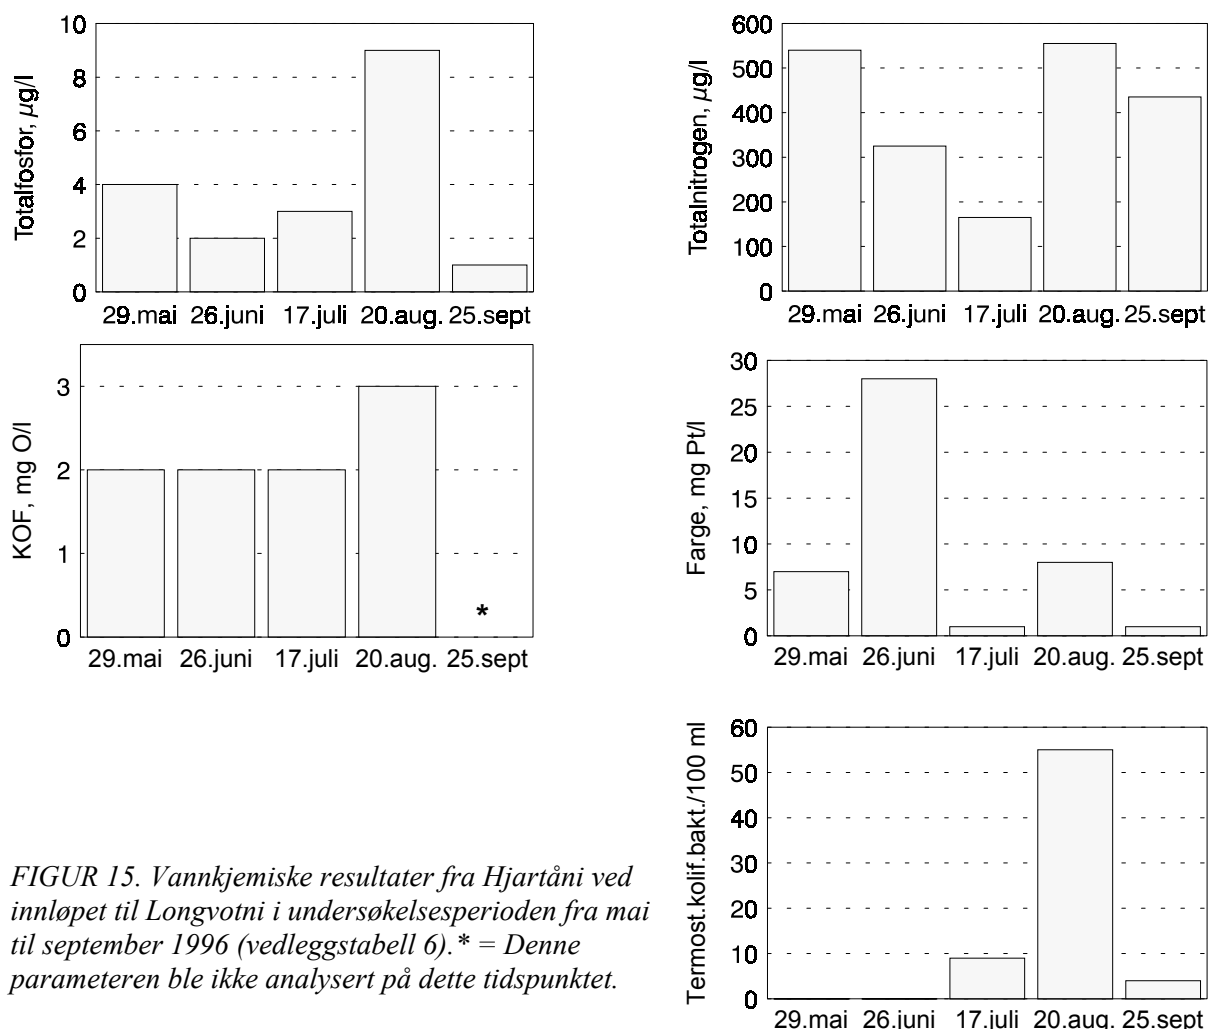 Totalfosfor, µg/l
10
8
6
4
2
0
29.mai 26.juni 17.juli 20.aug. 25.sept
Totalnitrogen, µg/l
600
500
400
300
200
100
0
29.mai 26.juni 17.juli 20.aug. 25.sept
KOF, mg O/l
3
2
1
0
*
29.mai 26.juni 17.juli 20.aug. 25.sept
Farge, mg Pt/l
30
25
20
15
10
5
0
29.mai 26.juni 17.juli 20.aug. 25.sept
Termost.kolif.bakt./100 ml
60
50
40
30
20
10
0
29.mai 26.juni 17.juli 20.aug. 25.sept
FIGUR 15. Vannkjemiske resultater fra Hjartåni ved
innløpet til Longvotni i undersøkelsesperioden fra mai
til september 1996 (vedleggstabell 6).* = Denne
parameteren ble ikke analysert på dette tidspunktet.